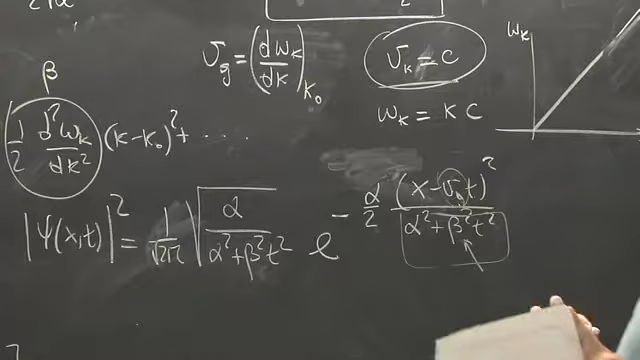 v_g = (dω_k/dk)_{k_0}
v_k = c
ω_k
β
ω_k = kc
1/2 d²ω_k/dk² (k-k_0)² + · · · ·
|ψ(x,t)|² = 1/√2π √(α/(α²+β²t²)) e^{-α/2 (x-v_g t)²/(α²+β²t²)}